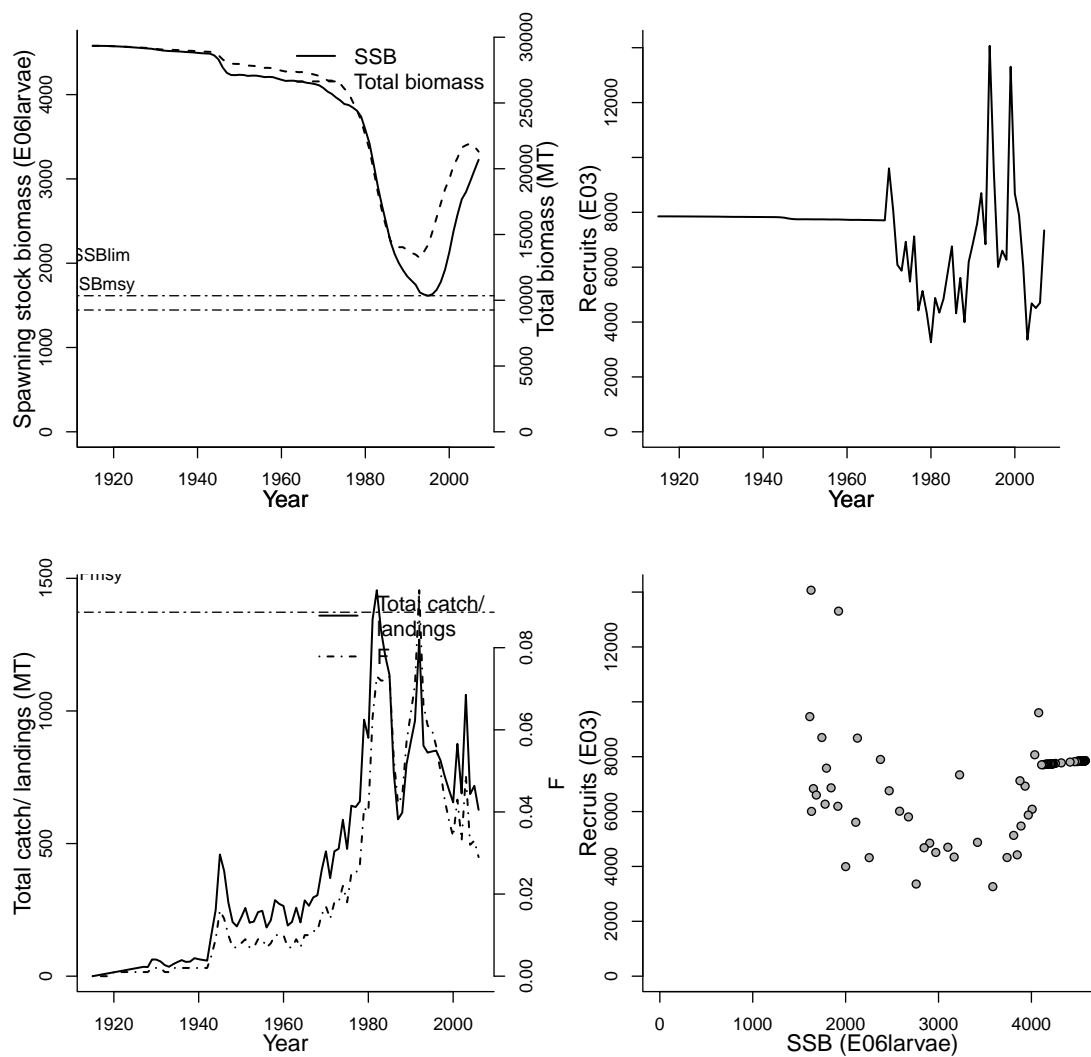 Spawning stock biomass (E06larvae)
0 1000 2000 3000 4000
SSB
Total biomass
SSBlim
SBmsy
0 5000 10000 15000 20000 25000 30000
Total biomass (MT)
1920 1940 1960 1980 2000
Year
Recruits (E03)
0 2000 4000 6000 8000 12000
1920 1940 1960 1980 2000
Year
Total catch/ landings (MT)
0 500 1000 1500
Fmsy
Total catch/
landings
F
0.00 0.02 0.04 0.06 0.08
F
1920 1940 1960 1980 2000
Year
Recruits (E03)
0 2000 4000 6000 8000 12000
0 1000 2000 3000 4000
SSB (E06larvae)